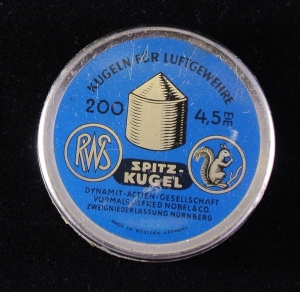 KUGELN FÜR LUFTGEWEHRE
200
4,5
RWS
SPITZ-
KUGEL
DYNAMIT-ACTIEN-GESELLSCHAFT
VORMALS ALFRED NOBEL & CO.
ZWEIGNIEDERLASSUNG NÜRNBERG
MADE IN WESTERN GERMANY